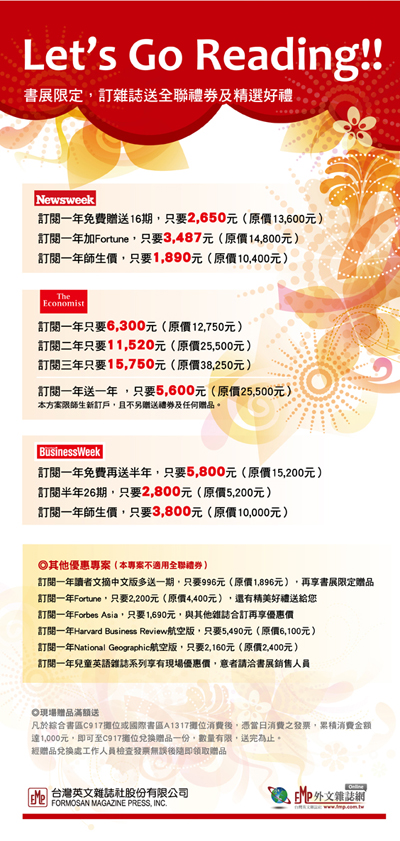 Let's Go Reading!!
書展限定，訂雜誌送全聯禮券及精選好禮
Newsweek
訂閱一年免費贈送16期，只要2,650元（原價13,600元）
訂閱一年加Fortune，只要3,487元（原價14,800元）
訂閱一年師生價，只要1,890元（原價10,400元）
The
Economist
訂閱一年只要6,300元（原價12,750元）
訂閱二年只要11,520元（原價25,500元）
訂閱三年只要15,750元（原價38,250元）
訂閱一年送一年 ，只要5,600元（原價25,500元）
本方案限師生新訂戶，且不另贈送禮券及任何贈品。
BusinessWeek
訂閱一年免費再送半年，只要5,800元（原價15,200元）
訂閱半年26期，只要2,800元（原價5,200元）
訂閱一年師生價，只要3,800元（原價10,000元）
◎其他優惠專案（本專案不適用全聯禮券）
訂閱一年讀者文摘中文版多送一期，只要996元（原價1,896元），再享書展限定贈品
訂閱一年Fortune，只要2,200元（原價4,400元），還有精美好禮送給您
訂閱一年Forbes Asia，只要1,690元，與其他雜誌合訂再享優惠價
訂閱一年Harvard Business Review航空版，只要5,490元（原價6,100元）
訂閱一年National Geographic航空版，只要2,160元（原價2,400元）
訂閱一年兒童英語雜誌系列享有現場優惠價，意者請洽書展銷售人員
◎現場贈品滿額送
凡於綜合書區C917攤位或國際書區A1317攤位消費後，憑當日消費之發票，累積消費金額
達1,000元，即可至C917攤位兌換贈品一份，數量有限，送完為止。
經贈品兌換處工作人員檢查發票無誤後隨即領取贈品
FMP 台灣英文雜誌社股份有限公司
FORMOSAN MAGAZINE PRESS, INC.
Online
FMP外文雜誌網
台灣英文雜誌社 www.fmp.com.tw